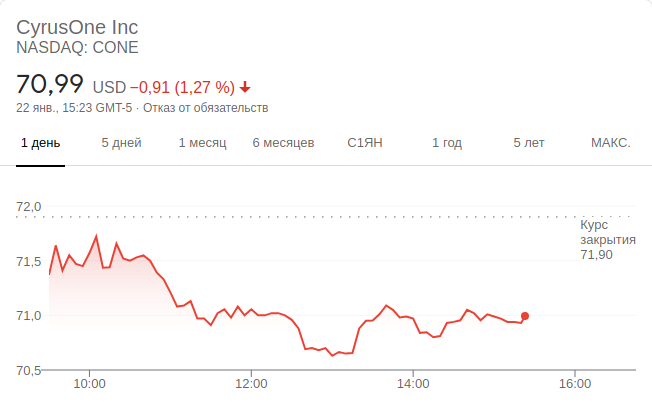 CyrusOne Inc
NASDAQ: CONE
70,99 USD −0,91 (1,27 %)
22 янв., 15:23 GMT-5 · Отказ от обязательств
1 день 5 дней 1 месяц 6 месяцев С1ЯН 1 год 5 лет МАКС.
72,0
Курс
закрытия
71,90
71,5
71,0
70,5
10:00 12:00 14:00 16:00